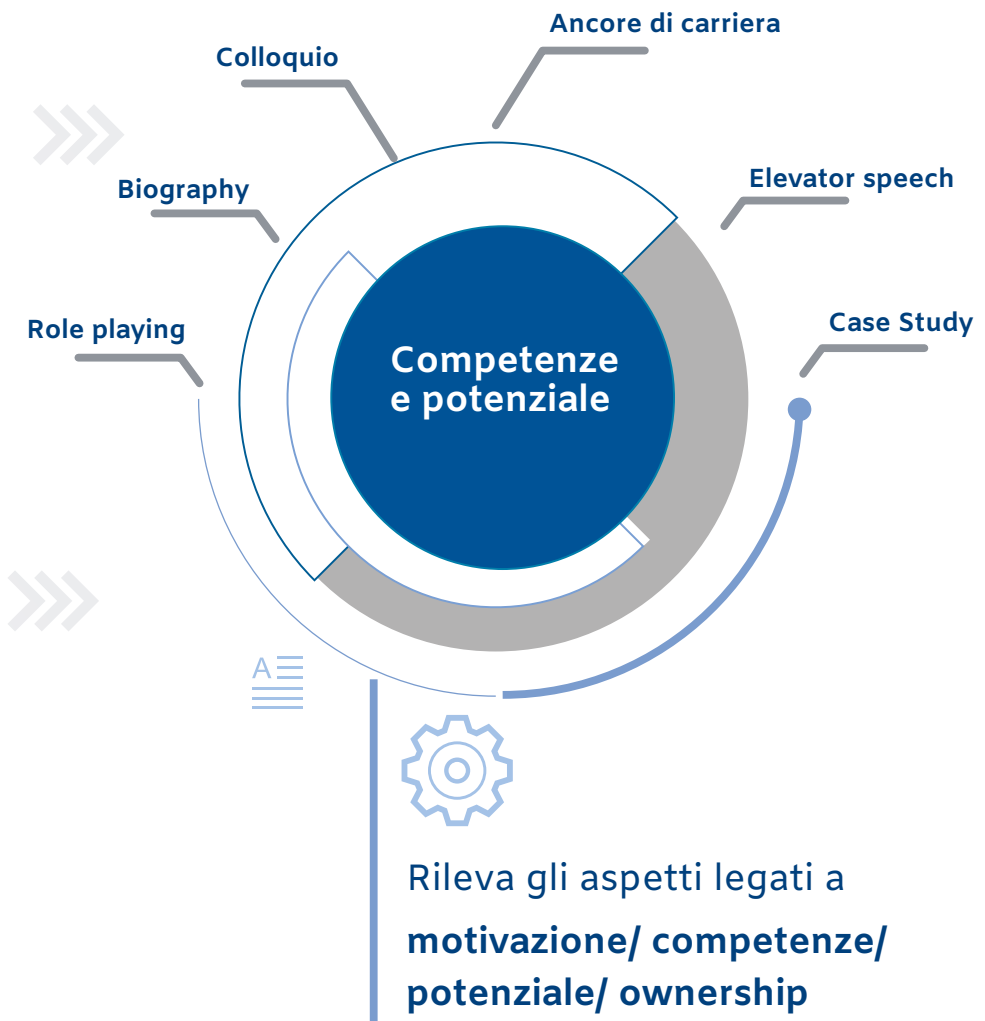 Ancore di carriera
Colloquio
Biography
Elevator speech
Role playing
Case Study
Competenze
e potenziale
A
Rileva gli aspetti legati a
motivazione/ competenze/
potenziale/ ownership